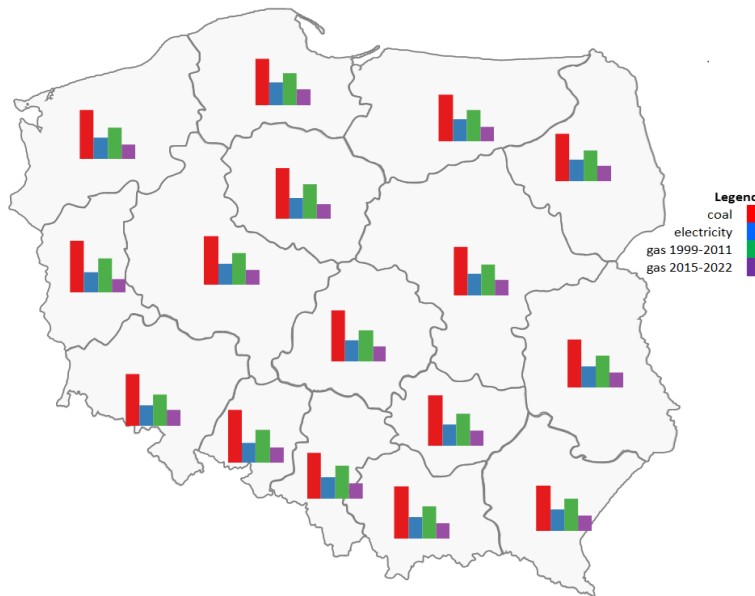 Legend
coal
electricity
gas 1999-2011
gas 2015-2022